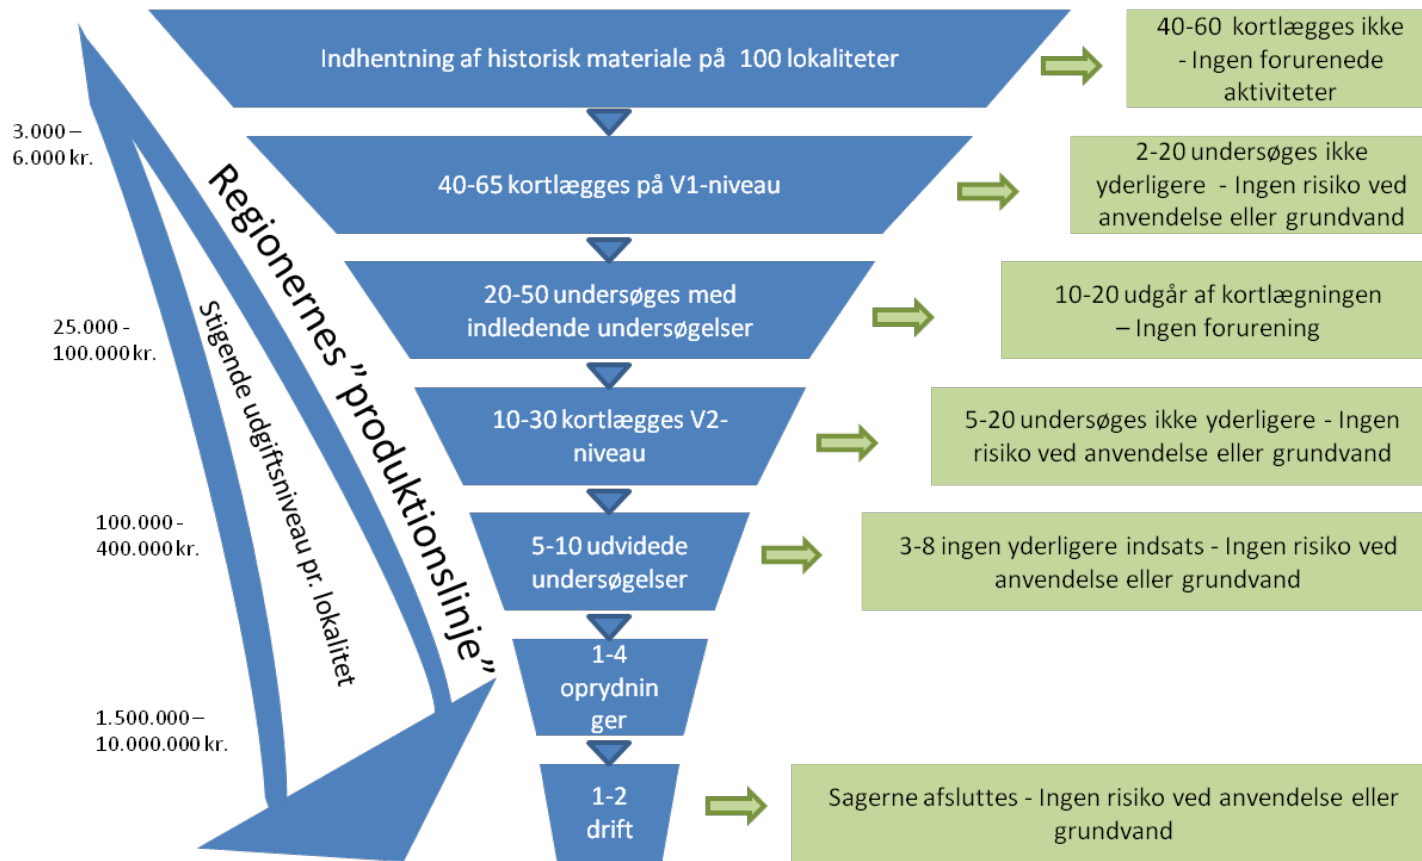 Indhentning af historisk materiale på 100 lokaliteter
40-60 kortlægges ikke
- Ingen forurenede
aktiviteter
3.000 –
6.000 kr.
40-65 kortlægges på V1-niveau
2-20 undersøges ikke
yderligere - Ingen risiko ved
anvendelse eller grundvand
Regionernes ”produktionslinje”
Stigende udgiftsniveau pr. lokalitet
20-50 undersøges med
indledende undersøgelser
10-20 udgår af kortlægningen
– Ingen forurening
25.000 -
100.000 kr.
10-30 kortlægges V2-
niveau
5-20 undersøges ikke yderligere - Ingen
risiko ved anvendelse eller grundvand
100.000 -
400.000 kr.
5-10 udvidede
undersøgelser
3-8 ingen yderligere indsats - Ingen risiko ved
anvendelse eller grundvand
1-4
oprydnin
ger
1.500.000 –
10.000.000 kr.
1-2
drift
Sagerne afsluttes - Ingen risiko ved anvendelse eller
grundvand